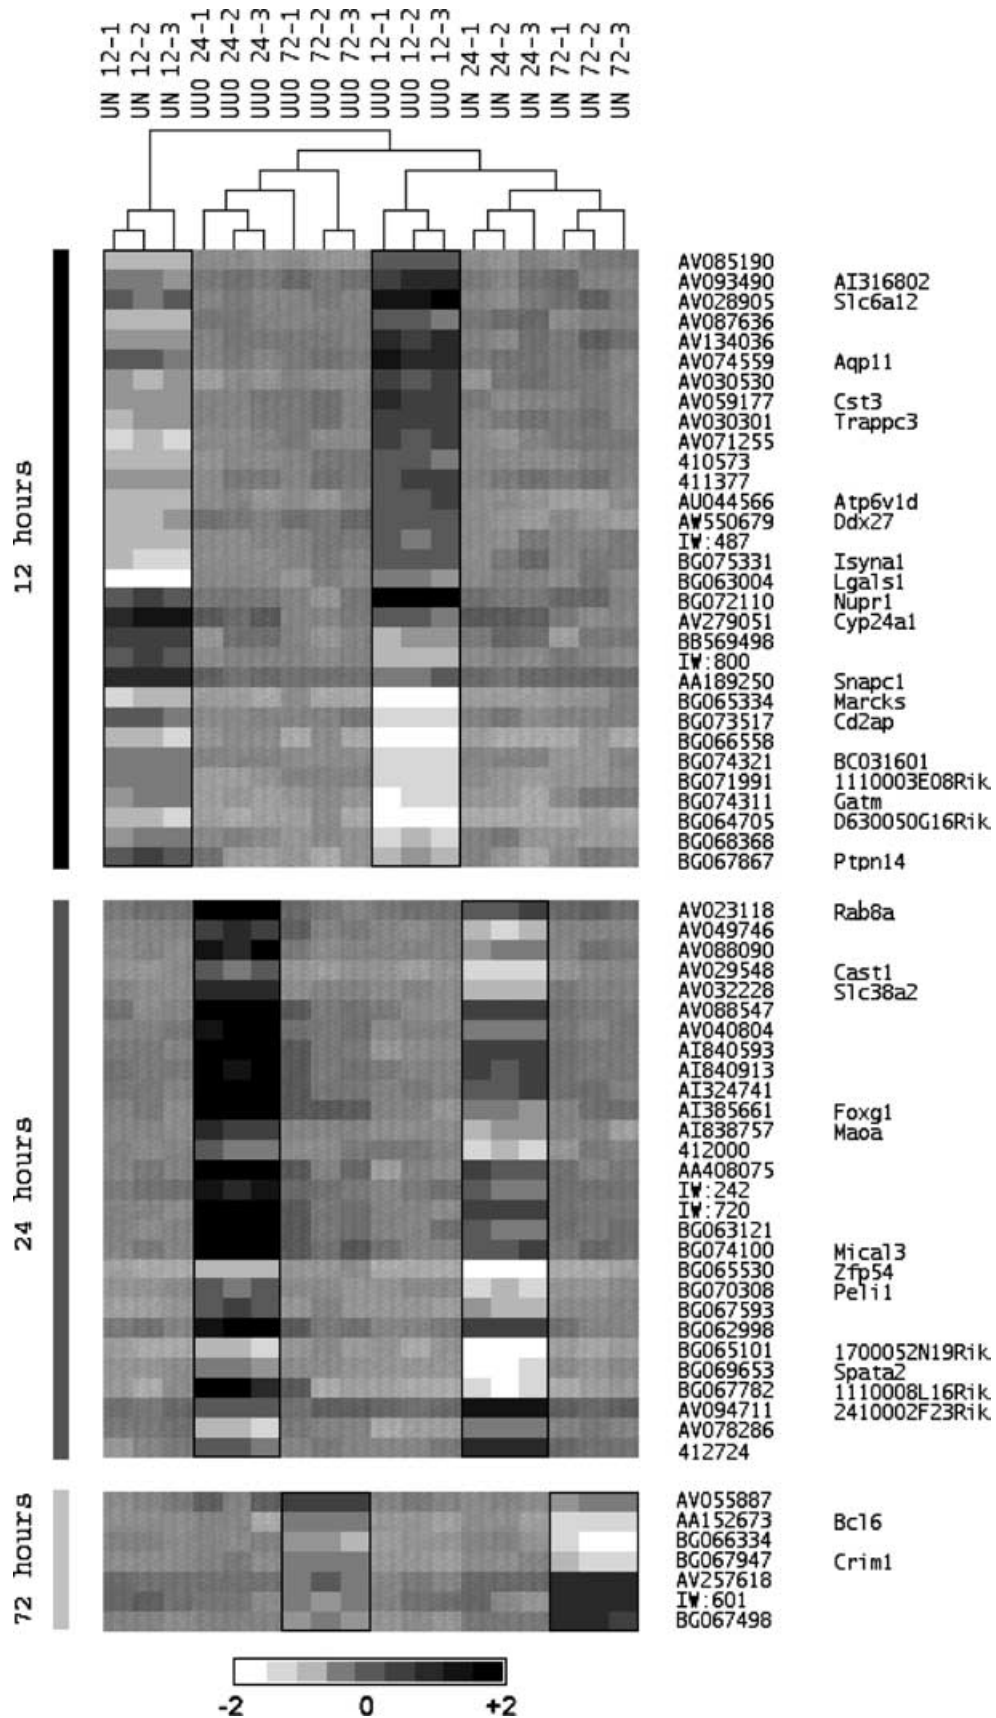 UN 12-1
UN 12-2
UN 12-3
UUO 24-1
UUO 24-2
UUO 24-3
UUO 72-1
UUO 72-2
UUO 72-3
UUO 12-1
UUO 12-2
UUO 12-3
UN 24-1
UN 24-2
UN 24-3
UN 72-1
UN 72-2
UN 72-3
12 hours
AV085190
AV093490 AI316802
AV028905 Slc6a12
AV087636
AV134036
AV074559 Aqp11
AV030530
AV059177 Cst3
AV030301 Trappc3
AV071255
410573
411377
AU044566 Atp6v1d
AW550679 Ddx27
IW:487
BG075331 Isyna1
BG063004 Lgals1
BG072110 Nupr1
AV279051 Cyp24a1
BB569498
IW:800
AA189250 Snapc1
BG065334 Marcks
BG073517 Cd2ap
BG066558
BG074321 BC031601
BG071991 1110003E08Rik
BG074311 Gatm
BG064705 D630050G16Rik
BG068368
BG067867 Ptpn14
24 hours
AV023118 Rab8a
AV049746
AV088090
AV029548 Cast1
AV032228 Slc38a2
AV088547
AV040804
AI840593
AI840913
AI324741
AI385661 Foxg1
AI838757 Maoa
412000
AA408075
IW:242
IW:720
BG063121
BG074100 Mical3
BG065530 Zfp54
BG070308 Peli1
BG067593
BG062998
BG065101 1700052N19Rik
BG069653 Spata2
BG067782 1110008L16Rik
AV094711 2410002F23Rik
AV078286
412724
72 hours
AV055887
AA152673 Bcl6
BG066334
BG067947 Crim1
AV257618
IW:601
BG067498
-2 0 +2